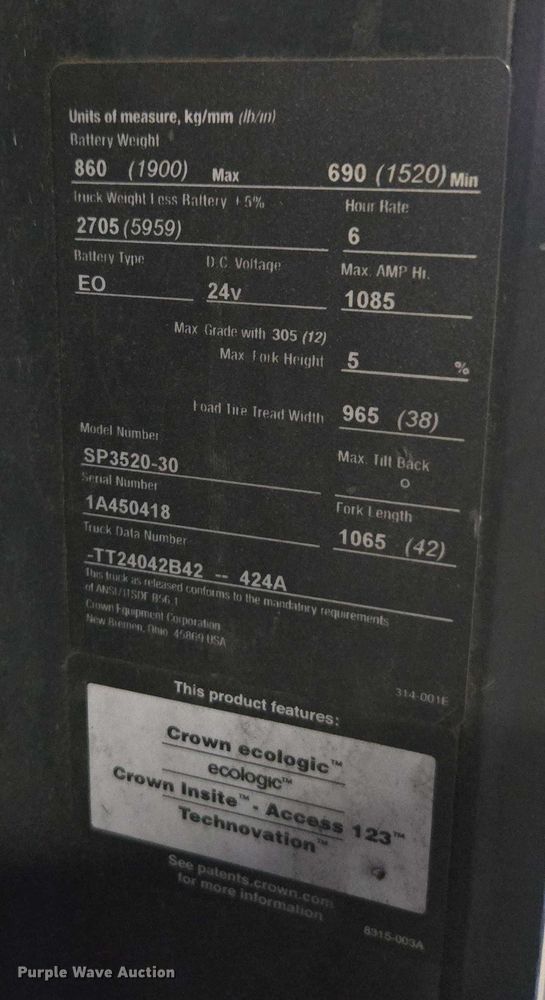 Units of measure, kg/mm (lb/in)
Battery Weight
860 (1900) Max 690 (1520) Min
Truck Weight Less Battery ±5% Hour Rate
2705 (5959) 6
Battery Type D.C. Voltage Max. AMP Hr.
EO 24v 1085
Max Grade with 305 (12)
Max Fork Height 5 %
Load Tire Tread Width 965 (38)
Model Number Max. Tilt Back
SP3520-30 o
Serial Number
1A450418 Fork Length
Truck Data Number 1065 (42)
-TT24042B42 -- 424A
This truck as released conforms to the mandatory requirements
of ANSI/ITSDF B56.1
Crown Equipment Corporation
New Bremen, Ohio 45869 USA
314-001E
This product features:
Crown ecologic™
ecologic™
Crown Insite™ - Access 123™
Technovation™
See patents.crown.com
for more information
8315-003A
Purple Wave Auction